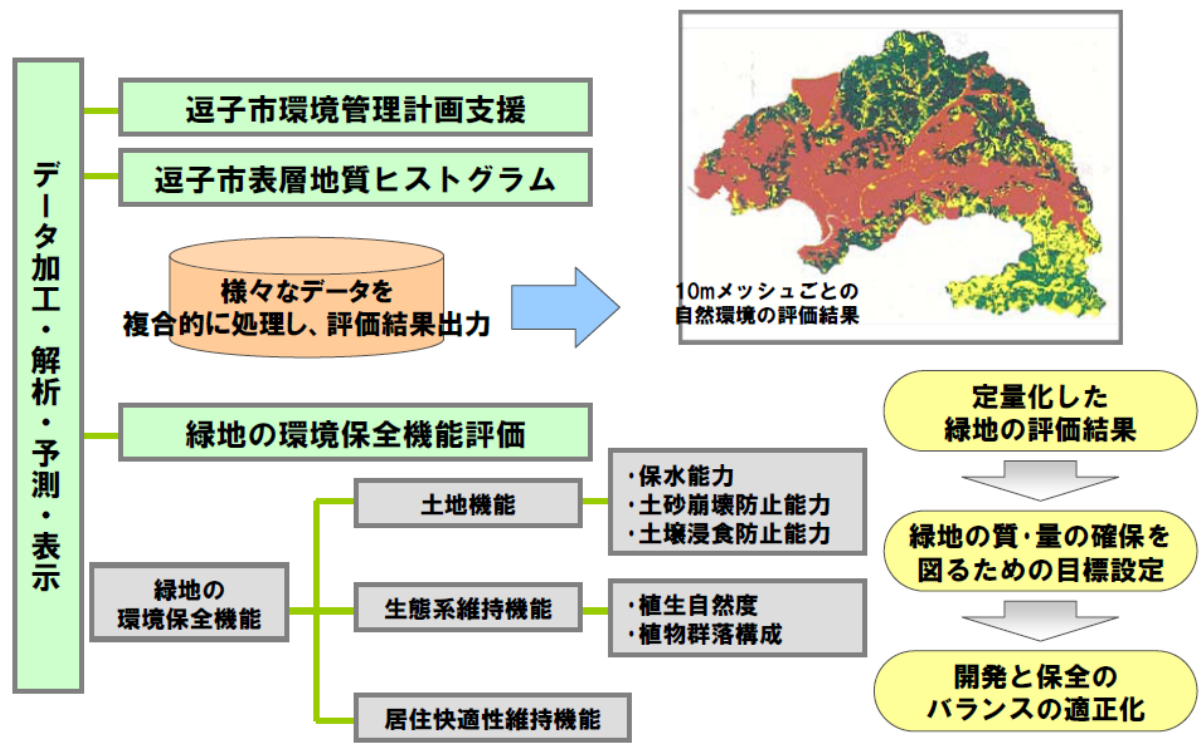 データ加工・解析・予測・表示
逗子市環境管理計画支援
逗子市表層地質ヒストグラム
様々なデータを
複合的に処理し、評価結果出力
10mメッシュごとの
自然環境の評価結果
緑地の環境保全機能評価
緑地の
環境保全機能
土地機能
・保水能力
・土砂崩壊防止能力
・土壌浸食防止能力
生態系維持機能
・植生自然度
・植物群落構成
居住快適性維持機能
定量化した
緑地の評価結果
緑地の質・量の確保を
図るための目標設定
開発と保全の
バランスの適正化